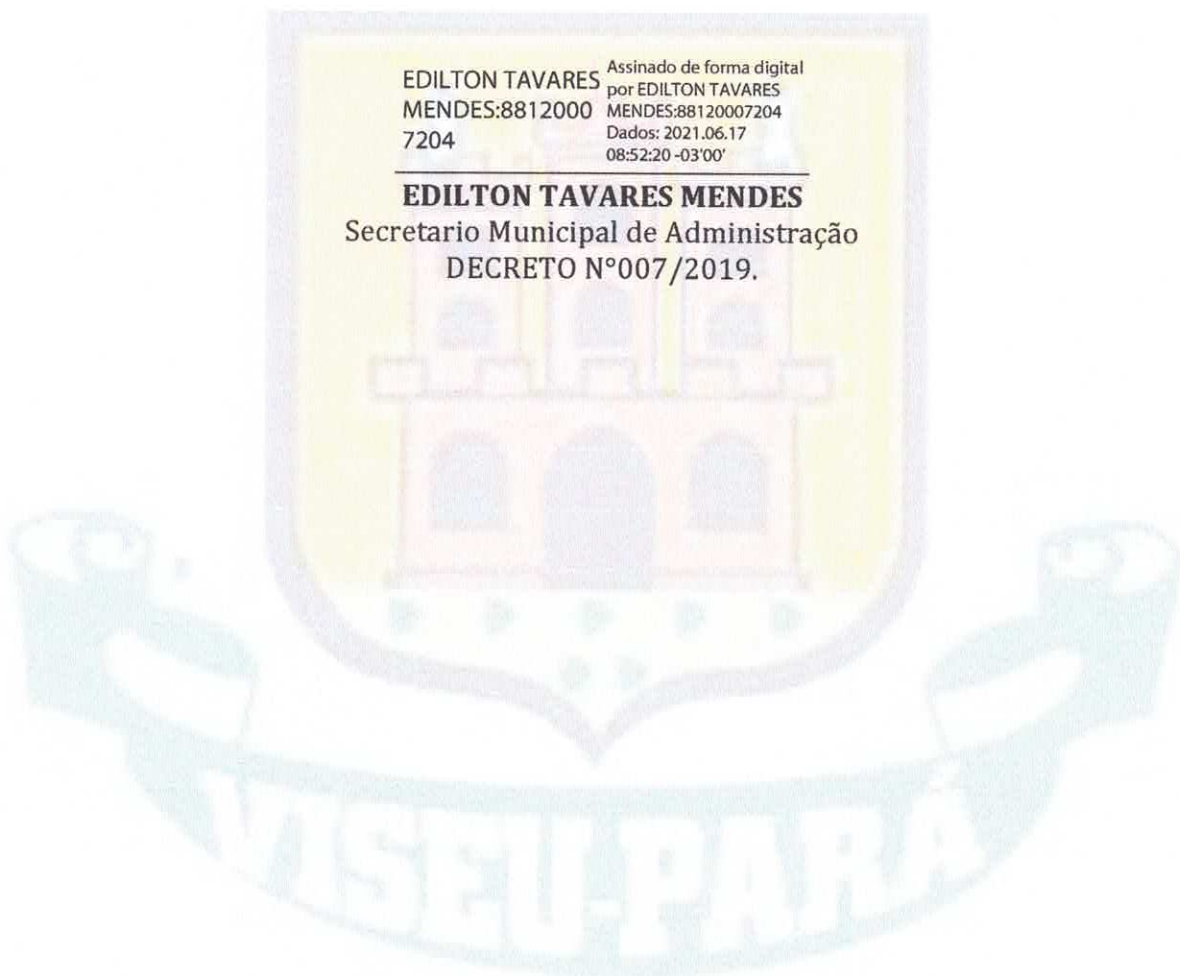 EDILTON TAVARES
MENDES:8812000
7204
Assinado de forma digital
por EDILTON TAVARES
MENDES:88120007204
Dados: 2021.06.17
08:52:20 -03'00'
EDILTON TAVARES MENDES
Secretario Municipal de Administração
DECRETO N°007/2019.
VISEU-PARÁ